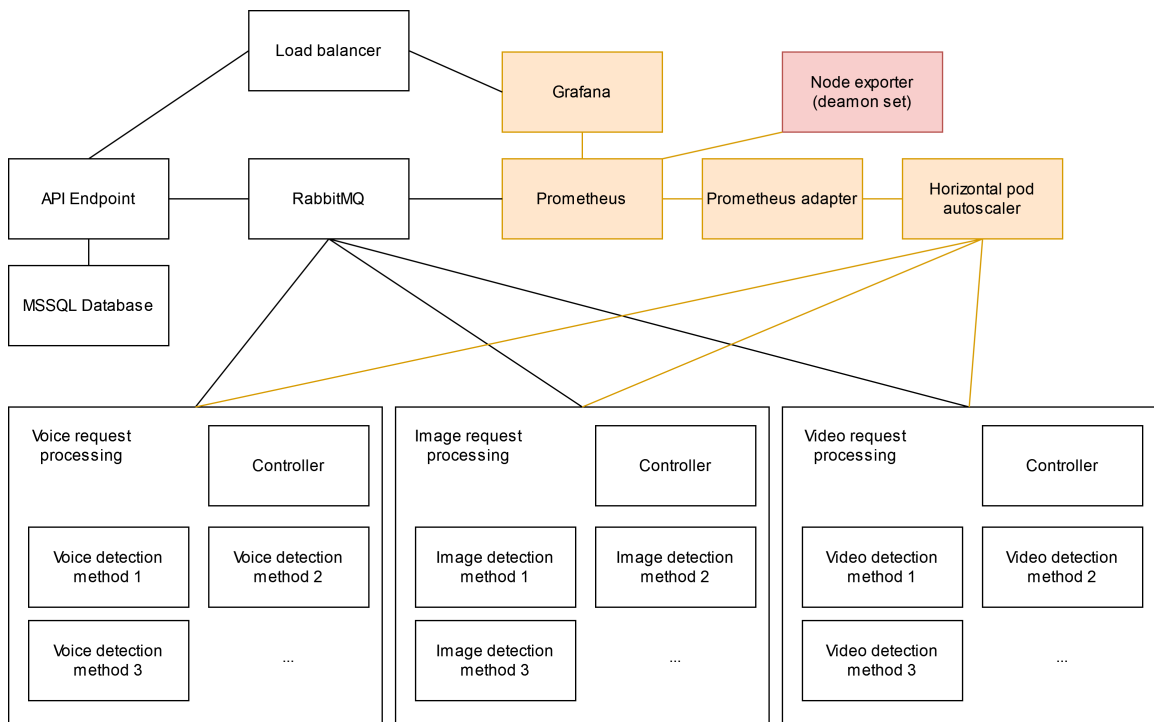 Load balancer
Grafana
Node exporter
(deamon set)
API Endpoint
RabbitMQ
Prometheus
Prometheus adapter
Horizontal pod
autoscaler
MSSQL Database
Voice request
processing
Controller
Voice detection
method 1
Voice detection
method 2
Voice detection
method 3
...
Image request
processing
Controller
Image detection
method 1
Image detection
method 2
Image detection
method 3
...
Video request
processing
Controller
Video detection
method 1
Video detection
method 2
Video detection
method 3
...